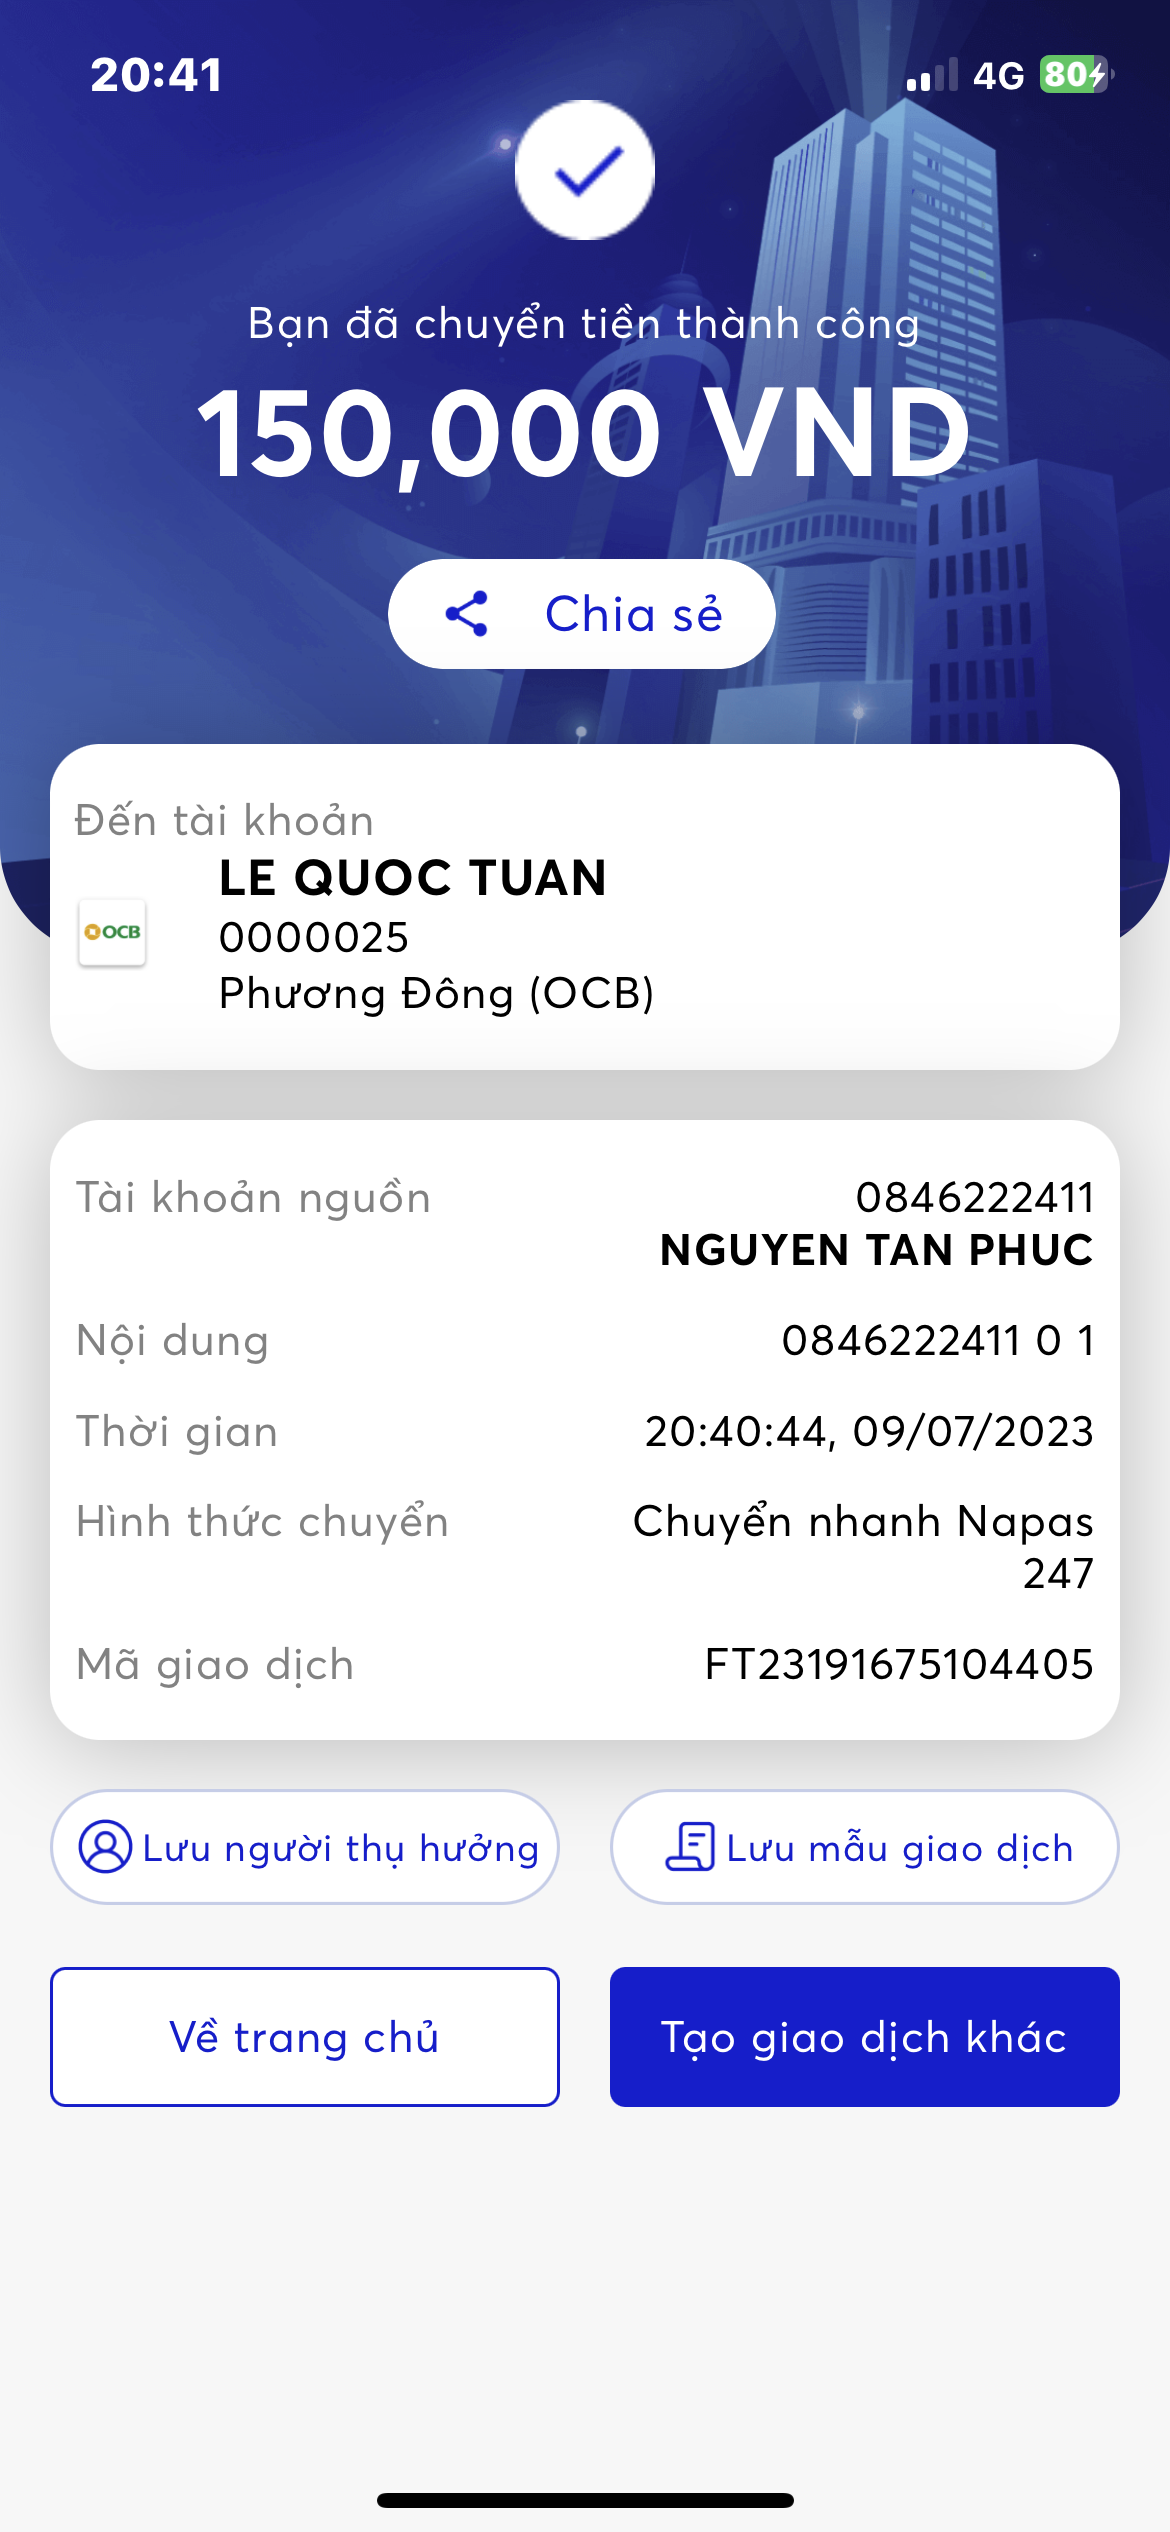 20:41
4G 80
Bạn đã chuyển tiền thành công
150,000 VND
Chia sẻ
Đến tài khoản
LE QUOC TUAN
OCB
0000025
Phương Đông (OCB)
Tài khoản nguồn 0846222411
NGUYEN TAN PHUC
Nội dung 0846222411 0 1
Thời gian 20:40:44, 09/07/2023
Hình thức chuyển Chuyển nhanh Napas
247
Mã giao dịch FT23191675104405
Lưu người thụ hưởng
Lưu mẫu giao dịch
Về trang chủ
Tạo giao dịch khác